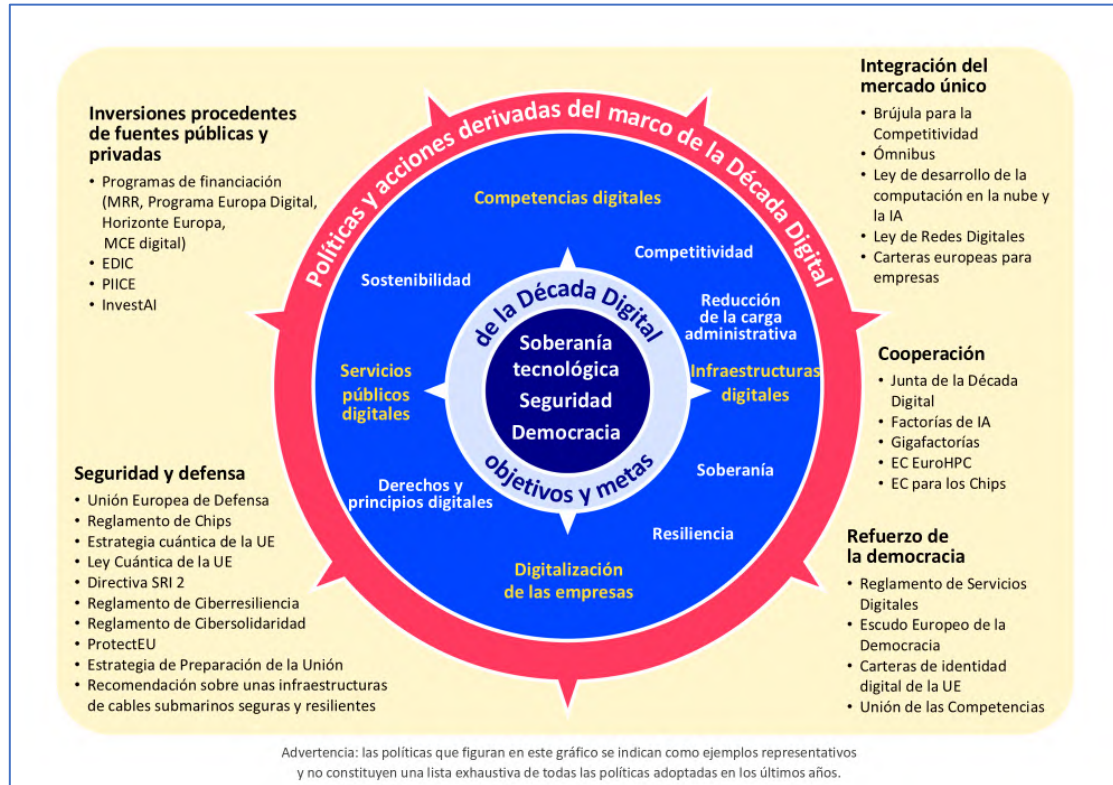 Inversiones procedentes
de fuentes públicas y
privadas
• Programas de financiación
(MRR, Programa Europa Digital,
Horizonte Europa,
MCE digital)
• EDIC
• PIICE
• InvestAI
Seguridad y defensa
• Unión Europea de Defensa
• Reglamento de Chips
• Estrategia cuántica de la UE
• Ley Cuántica de la UE
• Directiva SRI 2
• Reglamento de Ciberresiliencia
• Reglamento de Cibersolidaridad
• ProtectEU
• Estrategia de Preparación de la Unión
• Recomendación sobre unas infraestructuras
de cables submarinos seguras y resilientes
Políticas y acciones derivadas del marco de la Década Digital
Competencias digitales
Competitividad
Sostenibilidad
Reducción
de la carga
administrativa
Servicios
públicos
digitales
Infraestructuras
digitales
Derechos y
principios digitales
Soberanía
Resiliencia
Digitalización
de las empresas
de la Década Digital
objetivos y metas
Soberanía
tecnológica
Seguridad
Democracia
Integración del
mercado único
• Brújula para la
Competitividad
• Ómnibus
• Ley de desarrollo de la
computación en la nube y
la IA
• Ley de Redes Digitales
• Carteras europeas para
empresas
Cooperación
• Junta de la Década
Digital
• Factorías de IA
• Gigafactorías
• EC EuroHPC
• EC para los Chips
Refuerzo de
la democracia
• Reglamento de Servicios
Digitales
• Escudo Europeo de la
Democracia
• Carteras de identidad
digital de la UE
• Unión de las Competencias
Advertencia: las políticas que figuran en este gráfico se indican como ejemplos representativos
y no constituyen una lista exhaustiva de todas las políticas adoptadas en los últimos años.